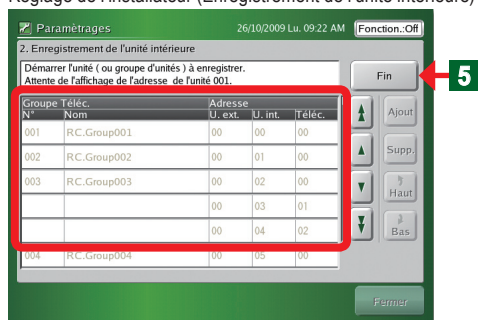 Réglage de l'installateur (Enregistrement de l'unité intérieure)
Paramètrages 26/10/2009 Lu. 09:22 AM Fonction.:Off
2. Enregistrement de l'unité intérieure
Démarrer l'unité ( ou groupe d'unités ) à enregistrer.
Attente de l'affichage de l'adresse de l'unité 001.
Fin
5
Groupe Téléc. Adresse
N° Nom U. ext. U. int. Téléc.
001 RC.Group001 00 00 00
002 RC.Group002 00 01 00
003 RC.Group003 00 02 00
00 03 01
00 04 02
004 RC.Group004 00 05 00
Ajout
Supp.
Haut
Bas
Fermer